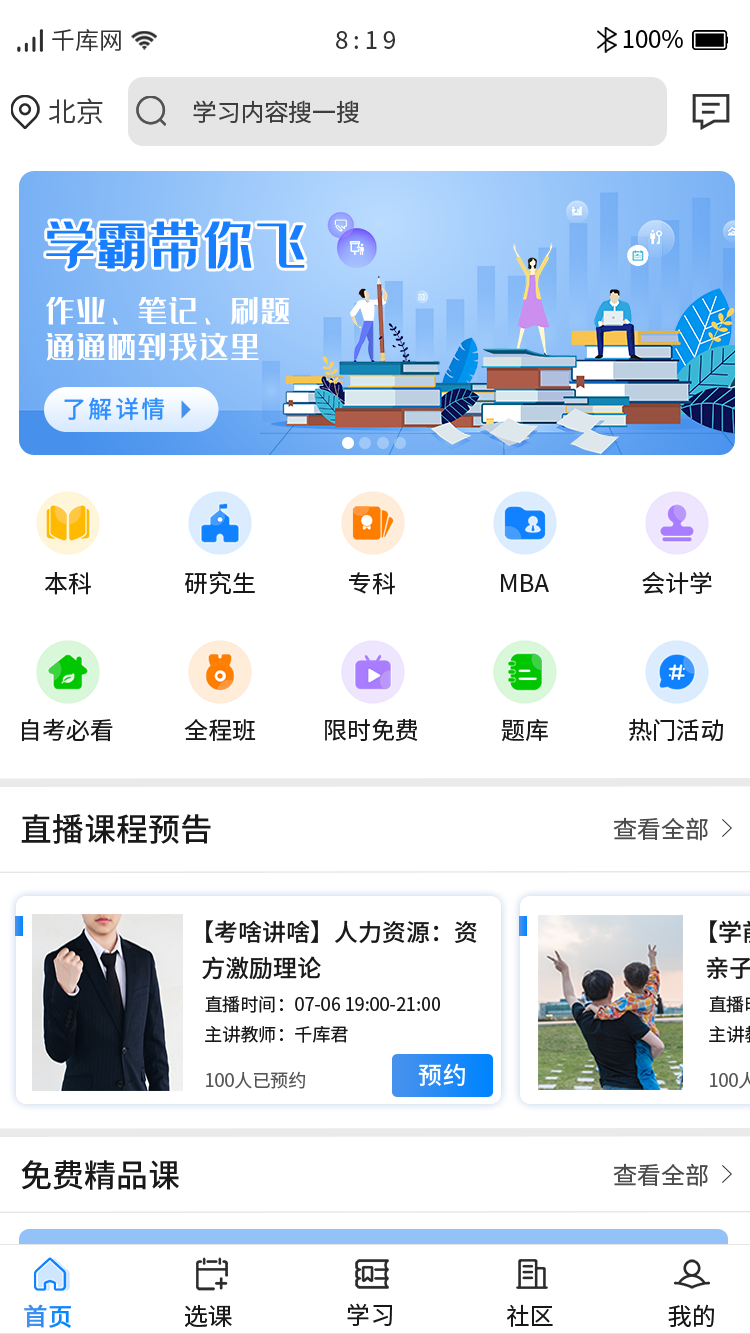 千库网 8:19 100%
北京 学习内容搜一搜
学霸带你飞
作业、笔记、刷题
通通晒到我这里
了解详情
本科 研究生 专科 MBA 会计学
自考必看 全程班 限时免费 题库 热门活动
直播课程预告 查看全部
【考啥讲啥】人力资源：资
方激励理论
直播时间：07-06 19:00-21:00
主讲教师：千库君
100人已预约 预约
【学前
亲子
直播时
主讲教
100人
免费精品课 查看全部
首页 选课 学习 社区 我的